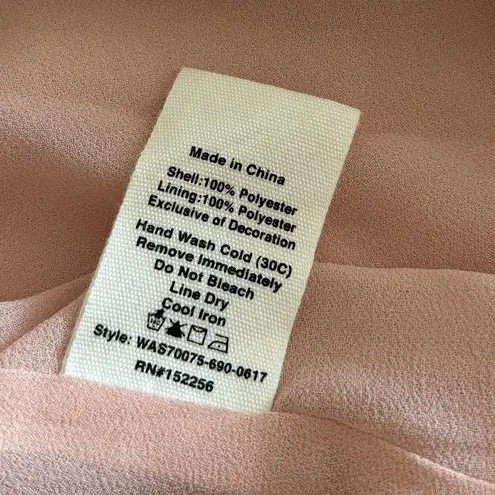 Made in China
Shell:100% Polyester
Lining:100% Polyester
Exclusive of Decoration
Hand Wash Cold (30C)
Remove immediately
Do Not Bleach
Line Dry
Cool Iron
Style: WAS70075-690-0617
RN#152256